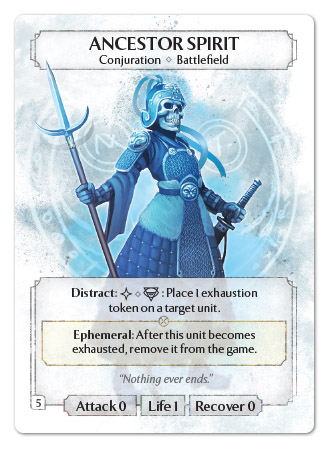 ANCESTOR SPIRIT
Conjuration ◇ Battlefield
Distract: ◇ : Place 1 exhaustion
token on a target unit.
Ephemeral: After this unit becomes
exhausted, remove it from the game.
“Nothing ever ends.”
5
Attack 0 Life 1 Recover 0